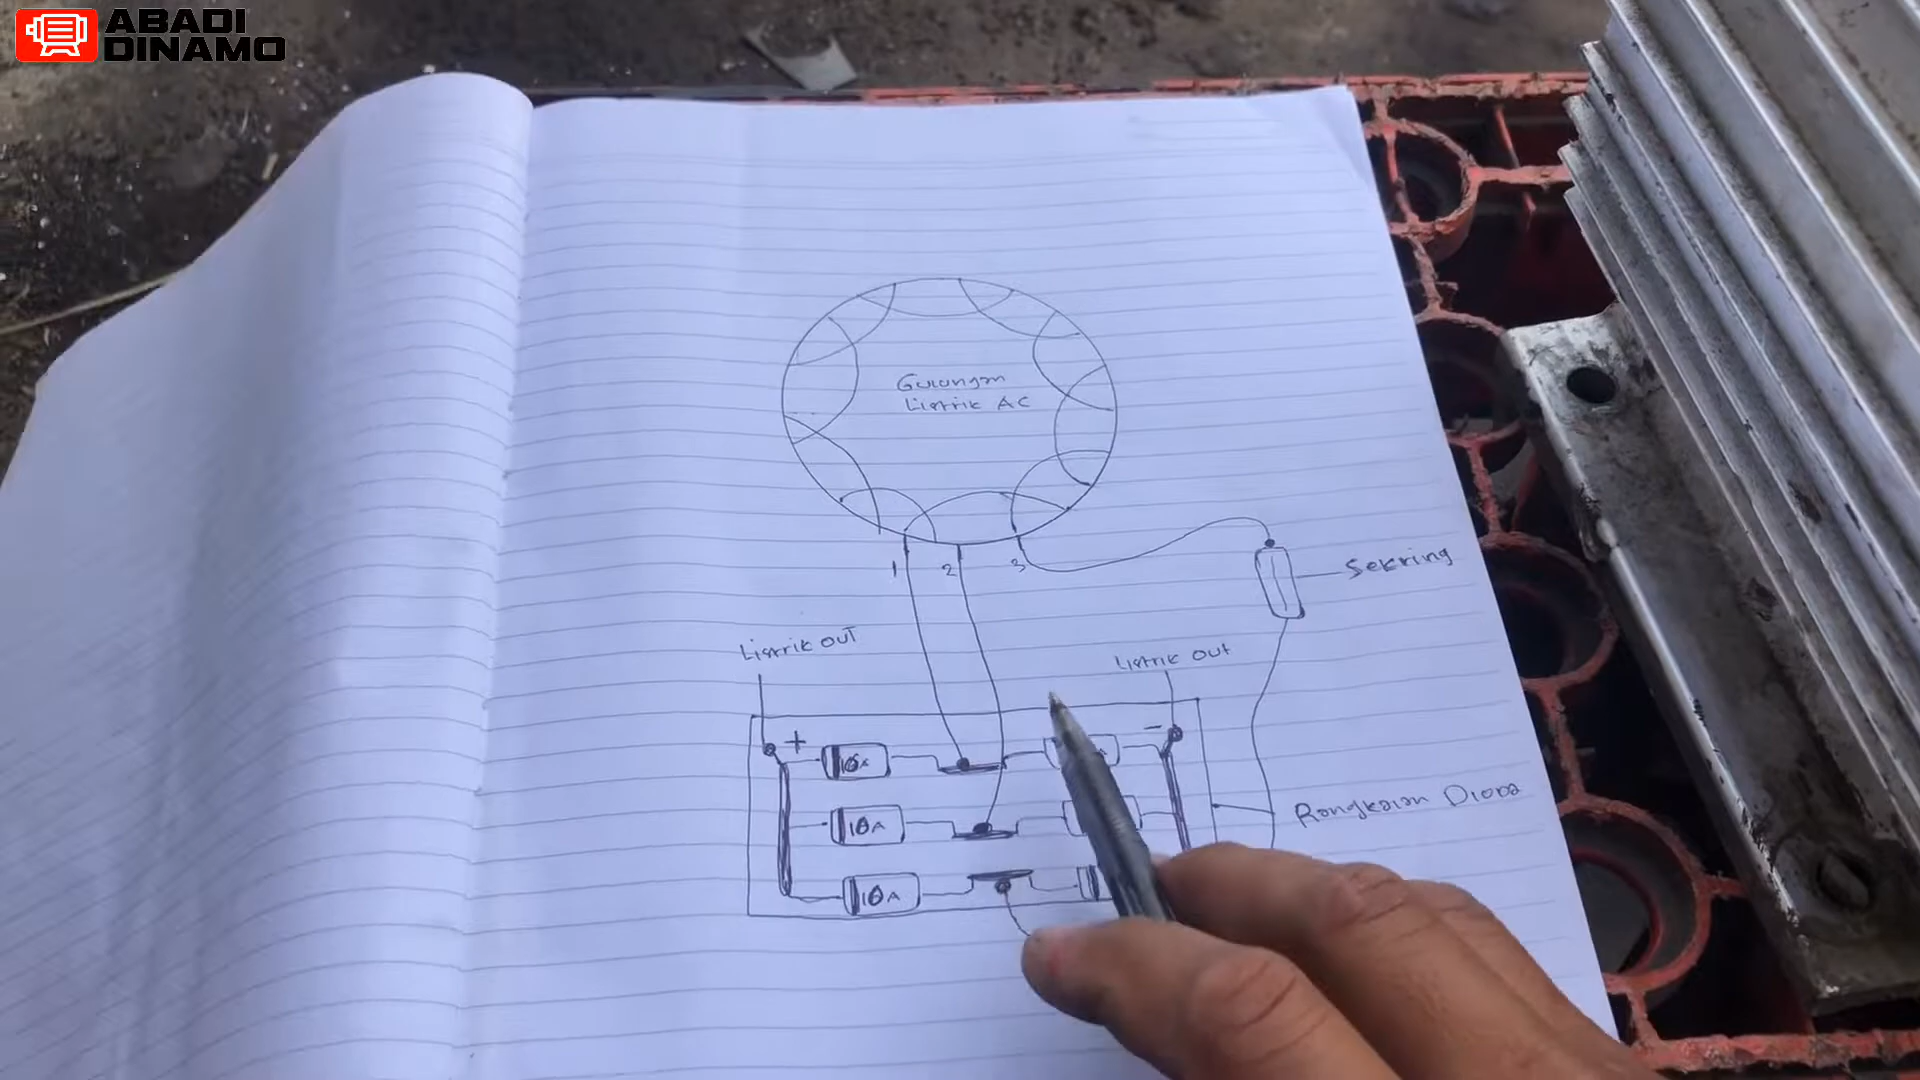 ABADI
DINAMO
Gulungan
Listrik AC
1
2
3
Sekring
Listrik OUT
Listrik Out
+
-
10A
10A
10A
Rangkaian Dioda